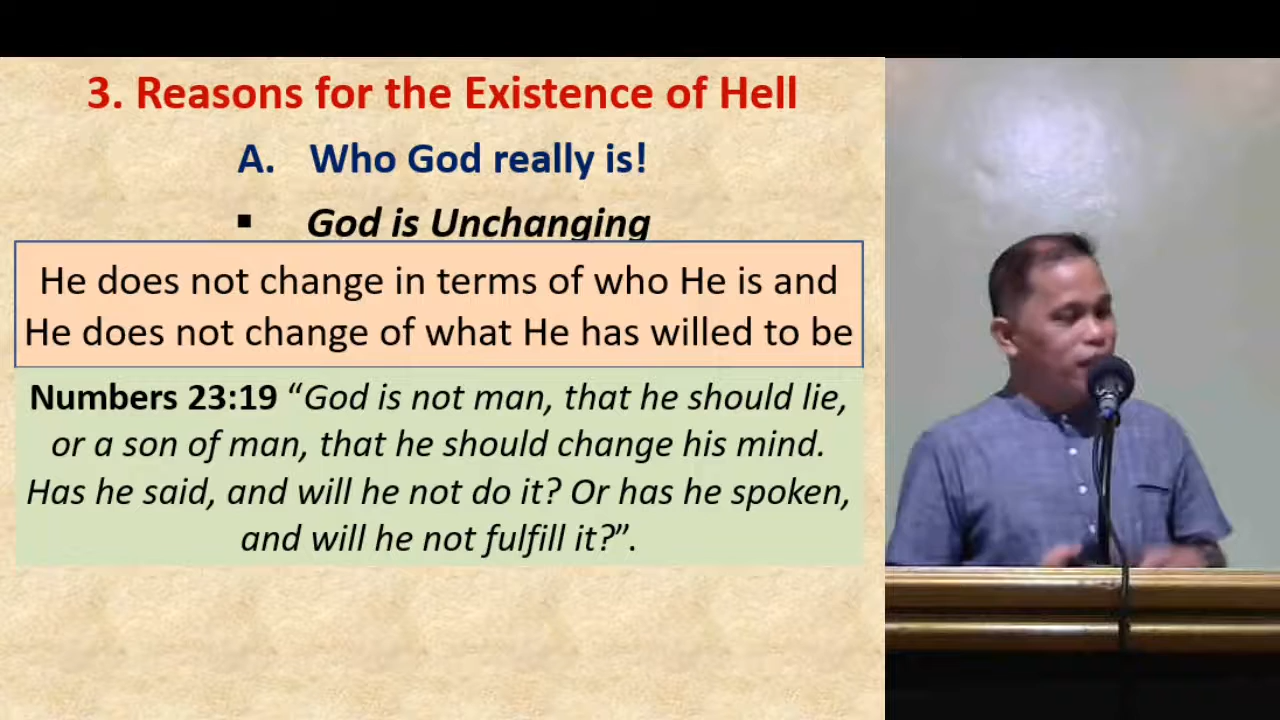 3. Reasons for the Existence of Hell
A. Who God really is!
▪ God is Unchanging
He does not change in terms of who He is and
He does not change of what He has willed to be
Numbers 23:19 “God is not man, that he should lie,
or a son of man, that he should change his mind.
Has he said, and will he not do it? Or has he spoken,
and will he not fulfill it?”.